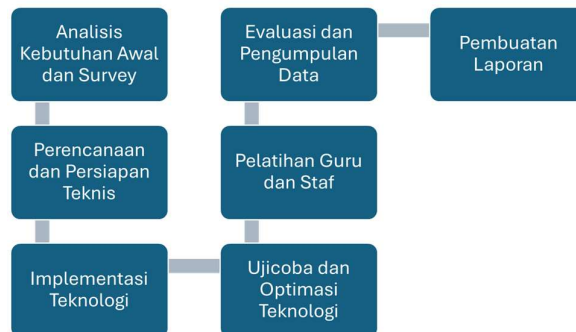 Analisis
Kebutuhan Awal
dan Survey
Perencanaan
dan Persiapan
Teknis
Implementasi
Teknologi
Ujicoba dan
Optimasi
Teknologi
Pelatihan Guru
dan Staf
Evaluasi dan
Pengumpulan
Data
Pembuatan
Laporan